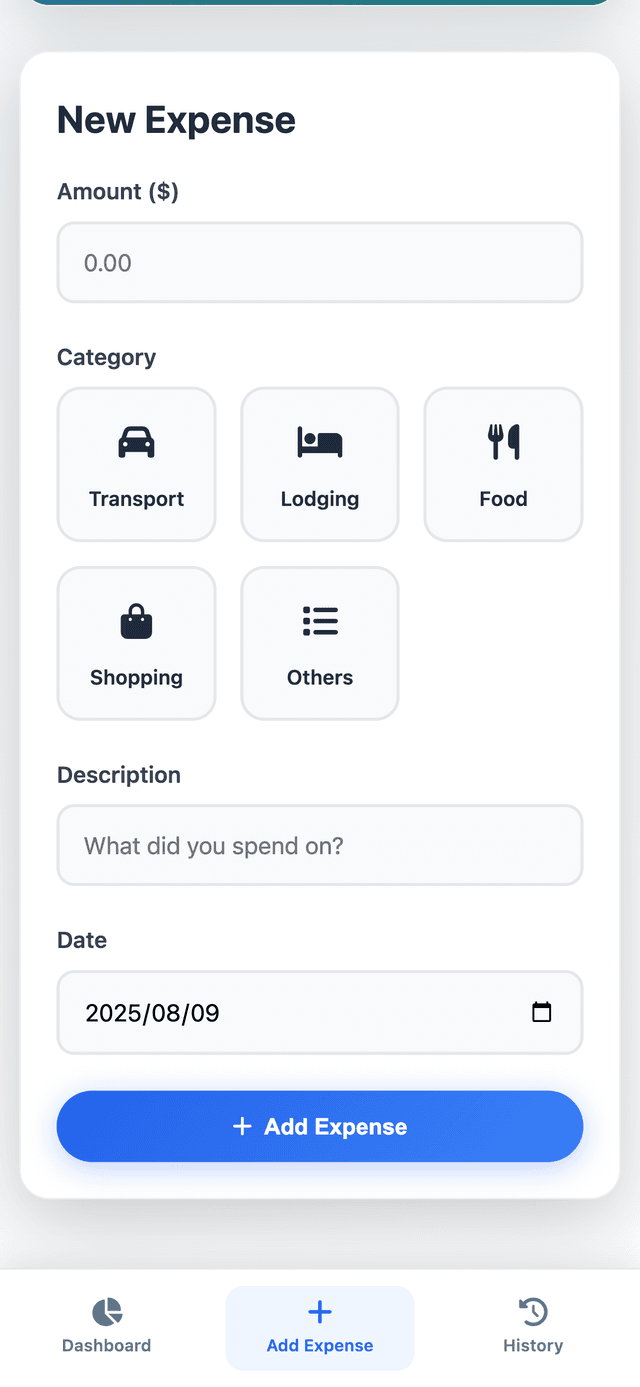 New Expense
Amount ($)
0.00
Category
Transport
Lodging
Food
Shopping
Others
Description
What did you spend on?
Date
2025/08/09
Add Expense
Dashboard
Add Expense
History